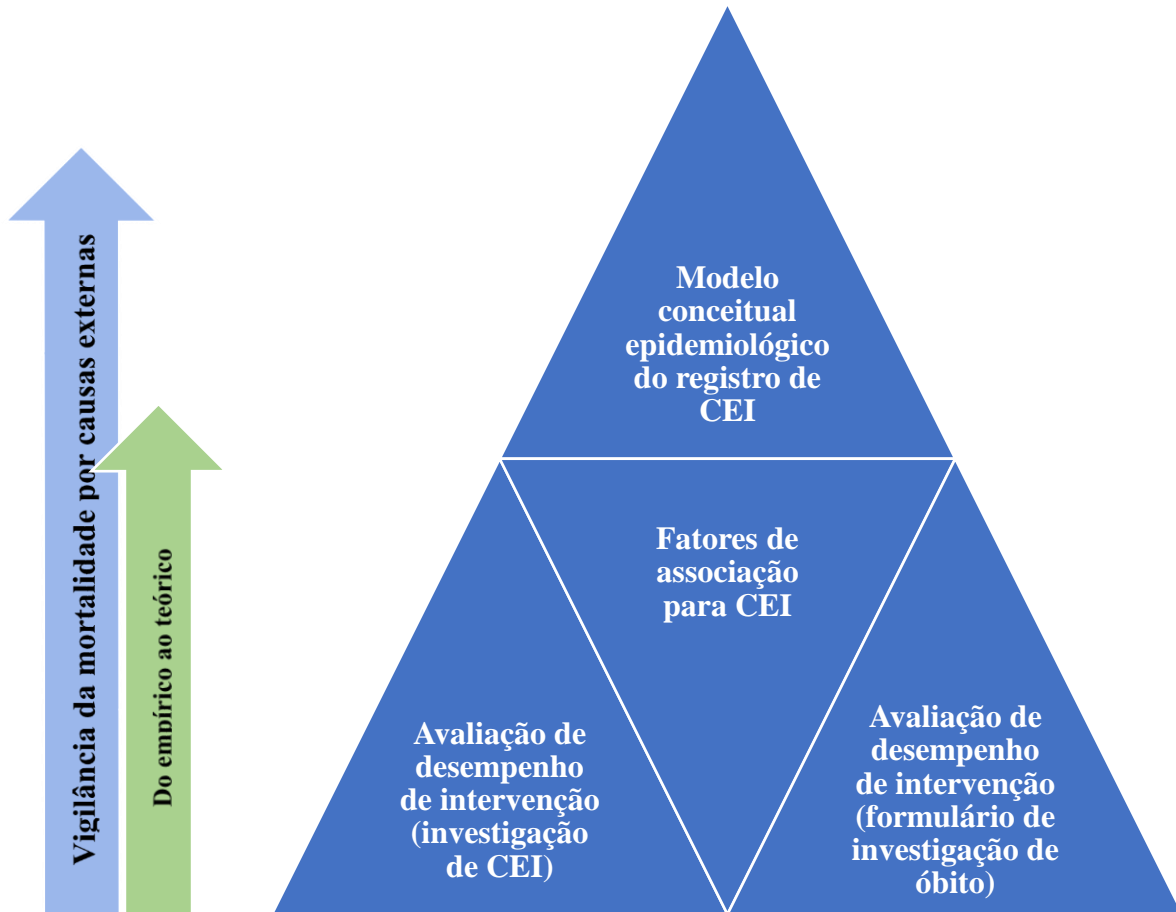 Vigilância da mortalidade por causas externas
Do empírico ao teórico
Modelo
conceitual
epidemiológico
do registro de
CEI
Fatores de
associação
para CEI
Avaliação de
desempenho
de intervenção
(investigação
de CEI)
Avaliação de
desempenho
de intervenção
(formulário de
investigação de
óbito)